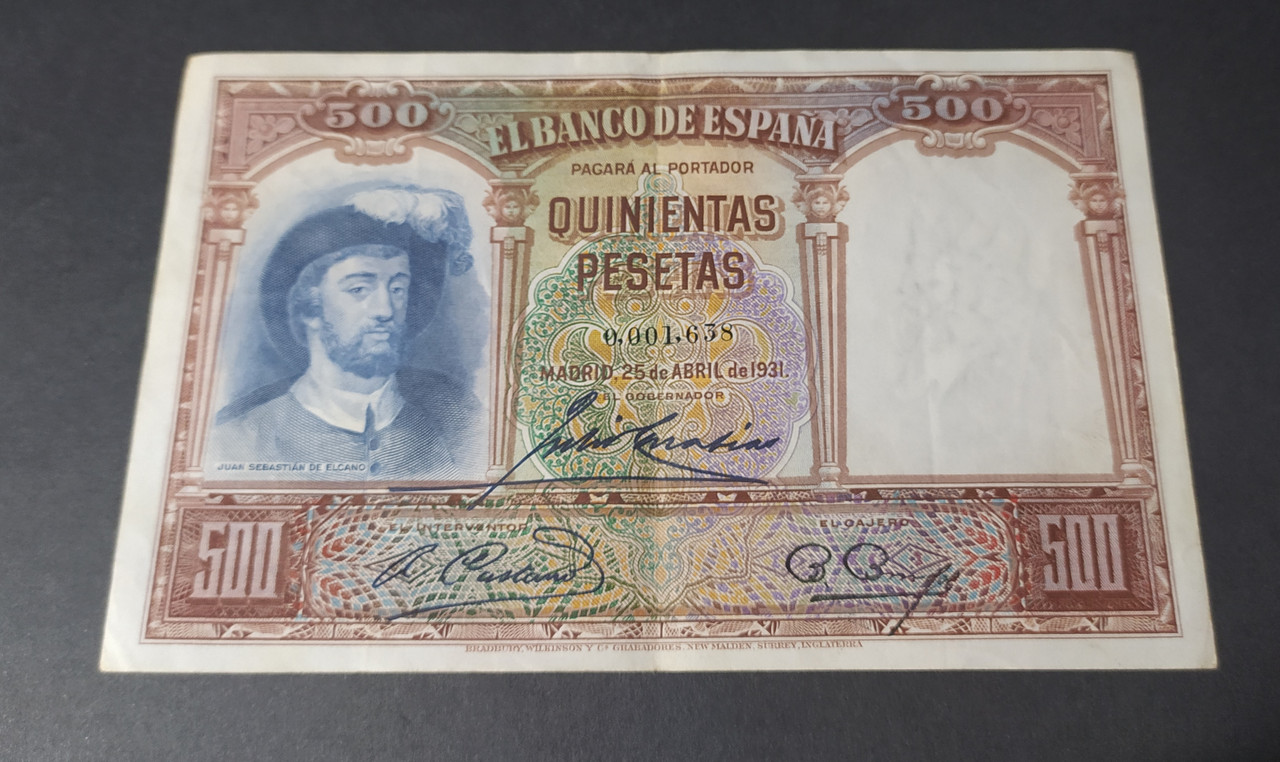 500
EL BANCO DE ESPAÑA
500
PAGARÁ AL PORTADOR
QUINIENTAS
PESETAS
0,001,638
MADRID, 25 de ABRIL de 1931.
EL GOBERNADOR
JUAN SEBASTIÁN DE ELCANO
EL INTERVENTOR
EL CAJERO
500
500
BRADBURY, WILKINSON Y Cª GRABADORES, NEW MALDEN, SURREY, INGLATERRA